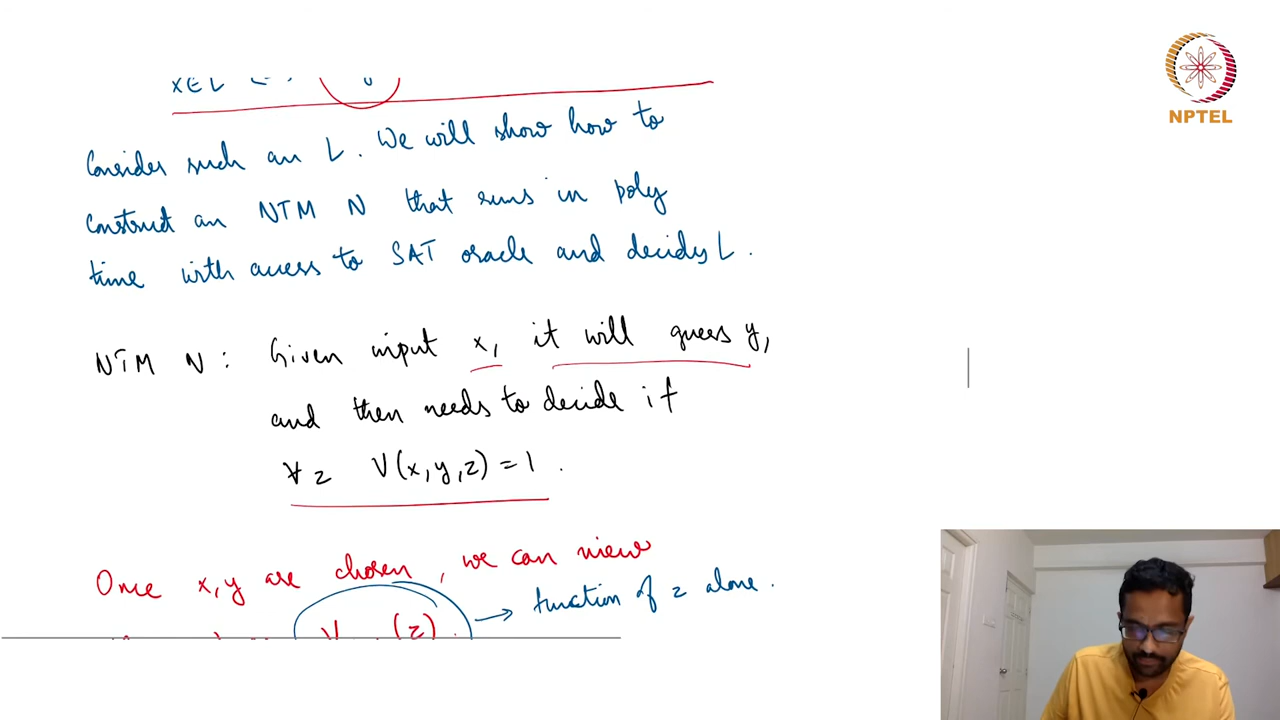 x∈L
NPTEL
Consider such an L. We will show how to
construct an NTM N that runs in poly
time with access to SAT oracle and decides L.
NTM N: Given input x, it will guess y,
and then needs to decide if
∀z V(x,y,z)=1.
Once x,y are chosen, we can view
(z). → function of z alone.